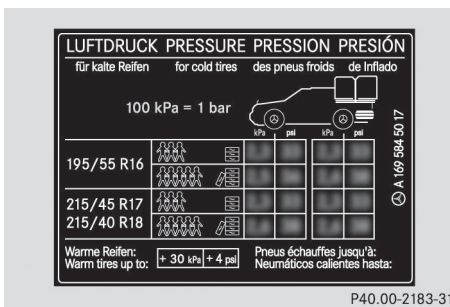 LUFTDRUCK PRESSURE PRESSION PRESIÓN
für kalte Reifen for cold tires des pneus froids de Inflado
100 kPa = 1 bar
kPa psi kPa psi
195/55 R16
215/45 R17
215/40 R18
Warme Reifen:
Warm tires up to:
+ 30 kPa + 4 psi
Pneus échauffes jusqu'à:
Neumáticos calientes hasta:
A 169 584 50 17
P40.00-2183-31